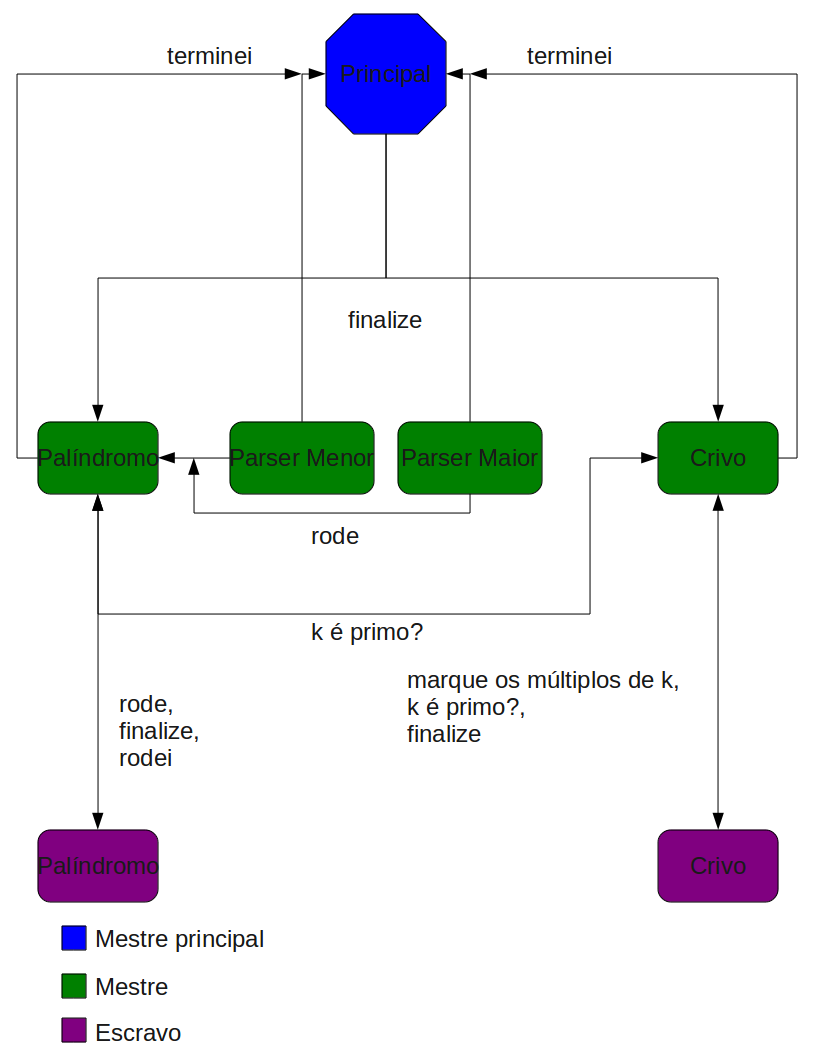 terminei
terminei
Principal
finalize
Palíndromo
Parser Menor
Parser Maior
Crivo
rode
k é primo?
marque os múltiplos de k,
k é primo?,
finalize
rode,
finalize,
rodei
Palíndromo
Crivo
Mestre principal
Mestre
Escravo